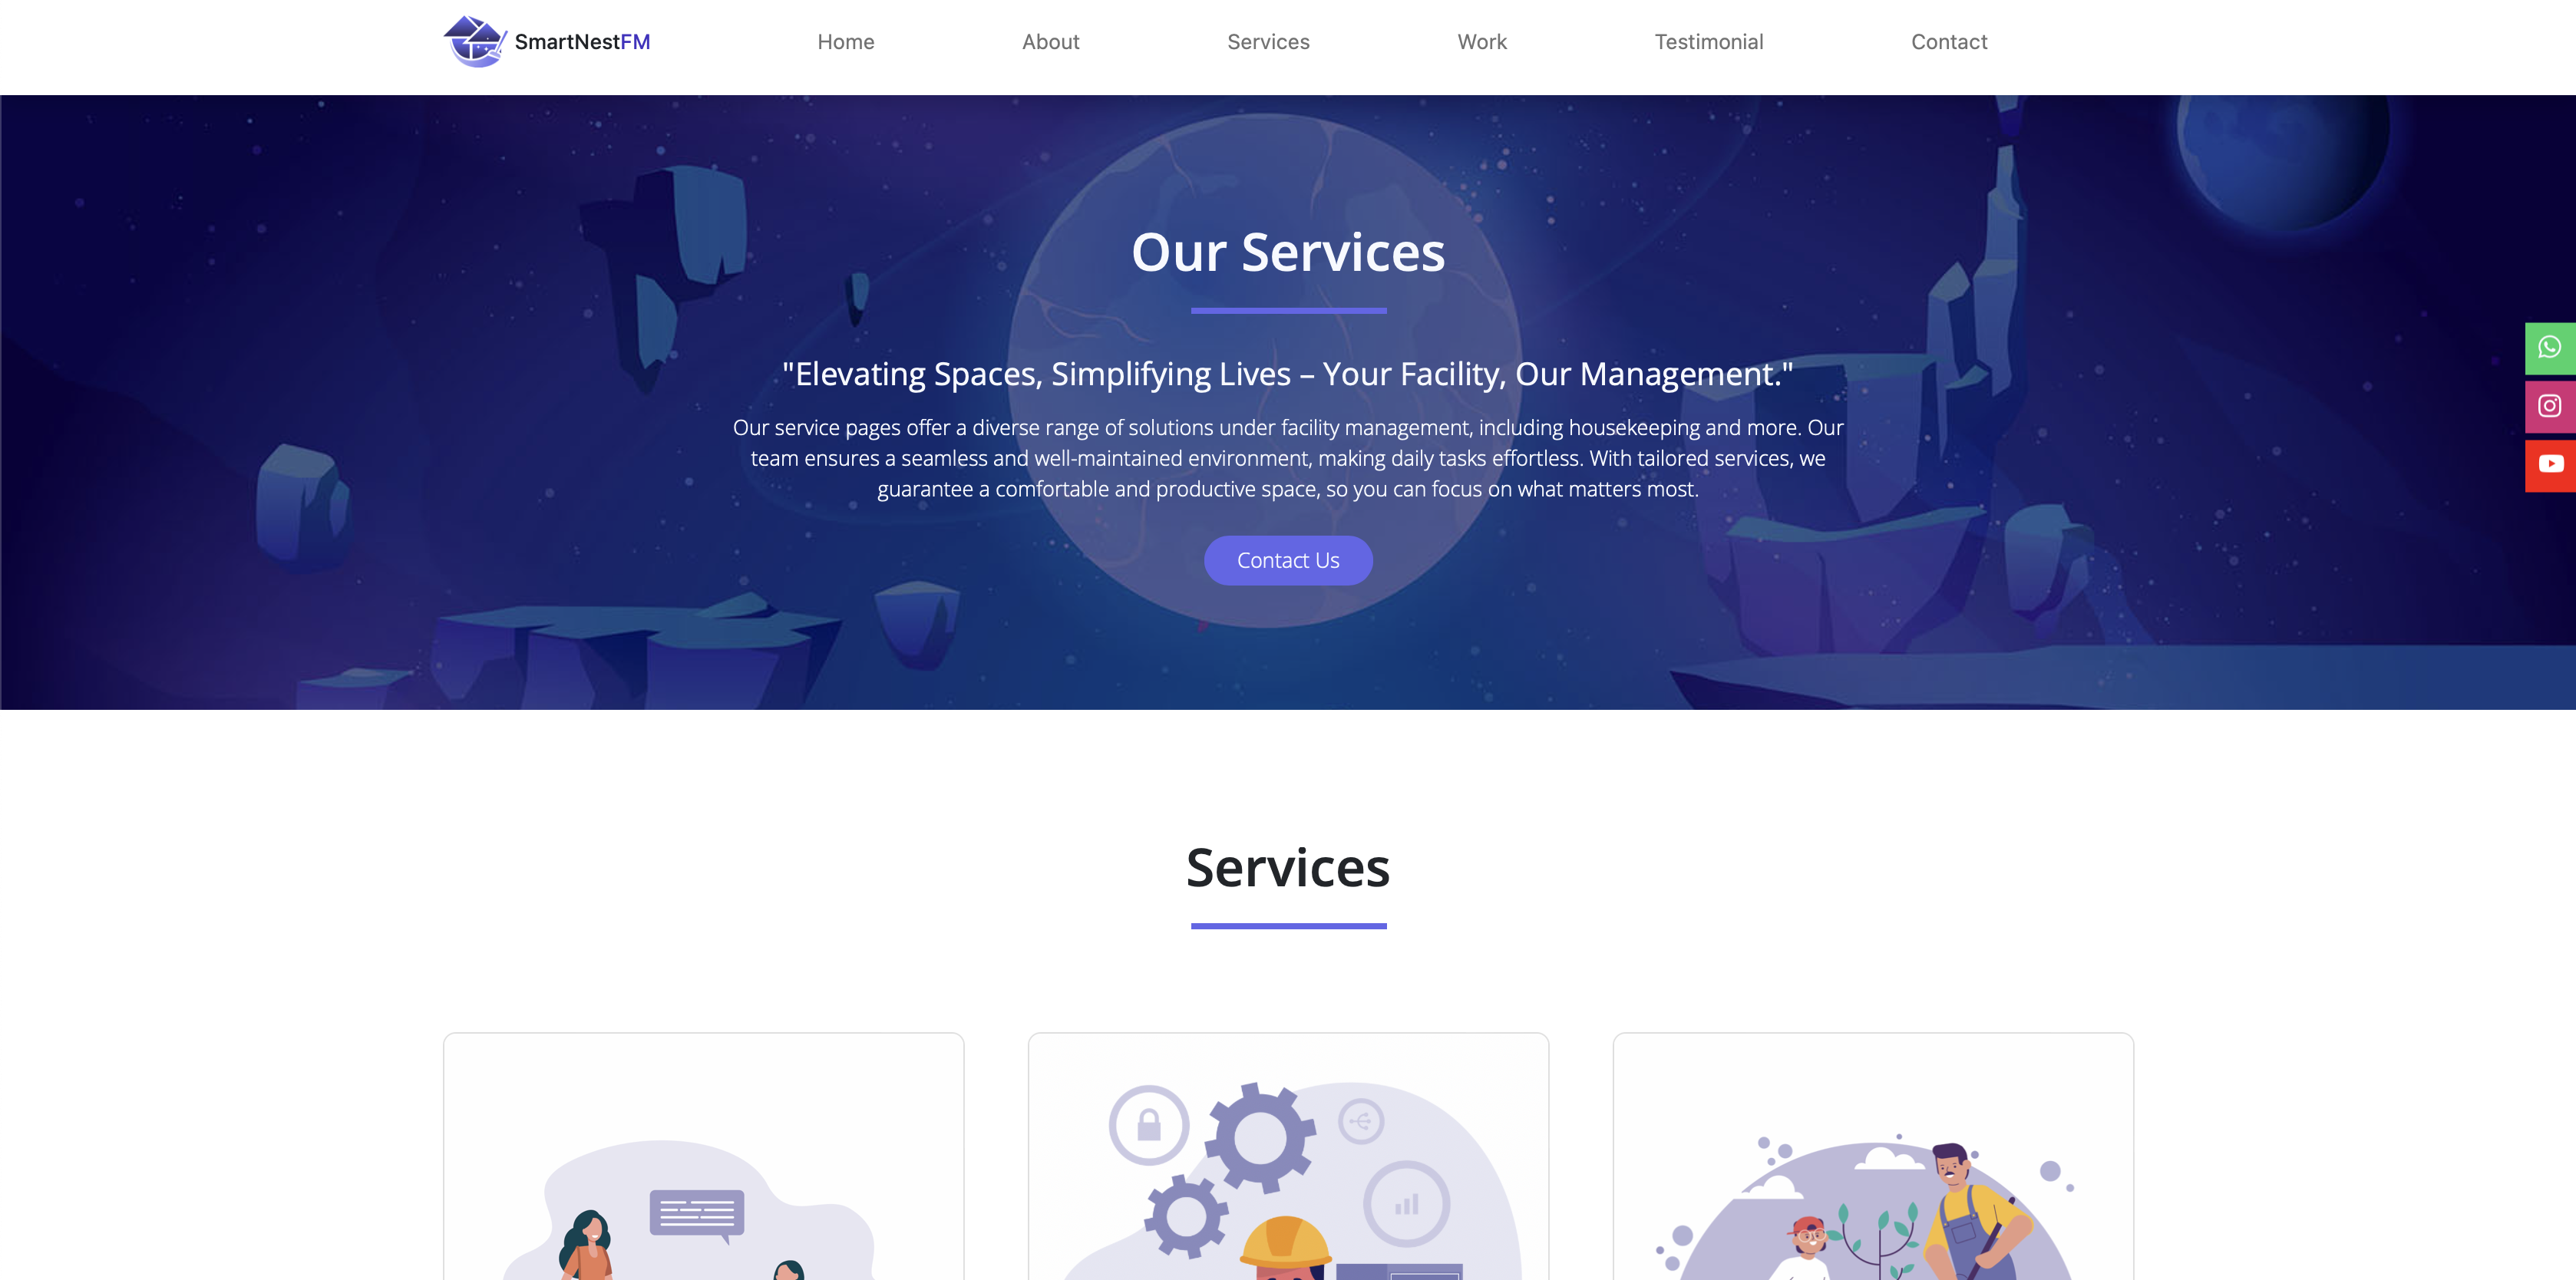 SmartNestFM
Home
About
Services
Work
Testimonial
Contact
Our Services
"Elevating Spaces, Simplifying Lives – Your Facility, Our Management."
Our service pages offer a diverse range of solutions under facility management, including housekeeping and more. Our
team ensures a seamless and well-maintained environment, making daily tasks effortless. With tailored services, we
guarantee a comfortable and productive space, so you can focus on what matters most.
Contact Us
Services